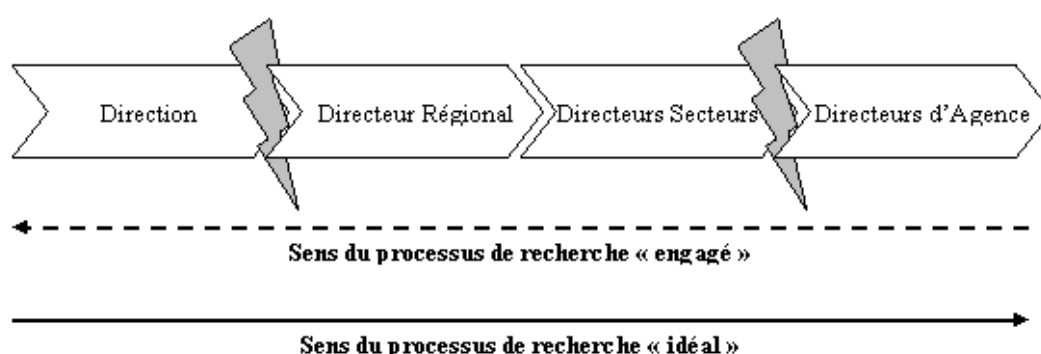 Direction
Directeur Régional
Directeurs Secteurs
Directeurs d'Agence
Sens du processus de recherche « engagé »
Sens du processus de recherche « idéal »